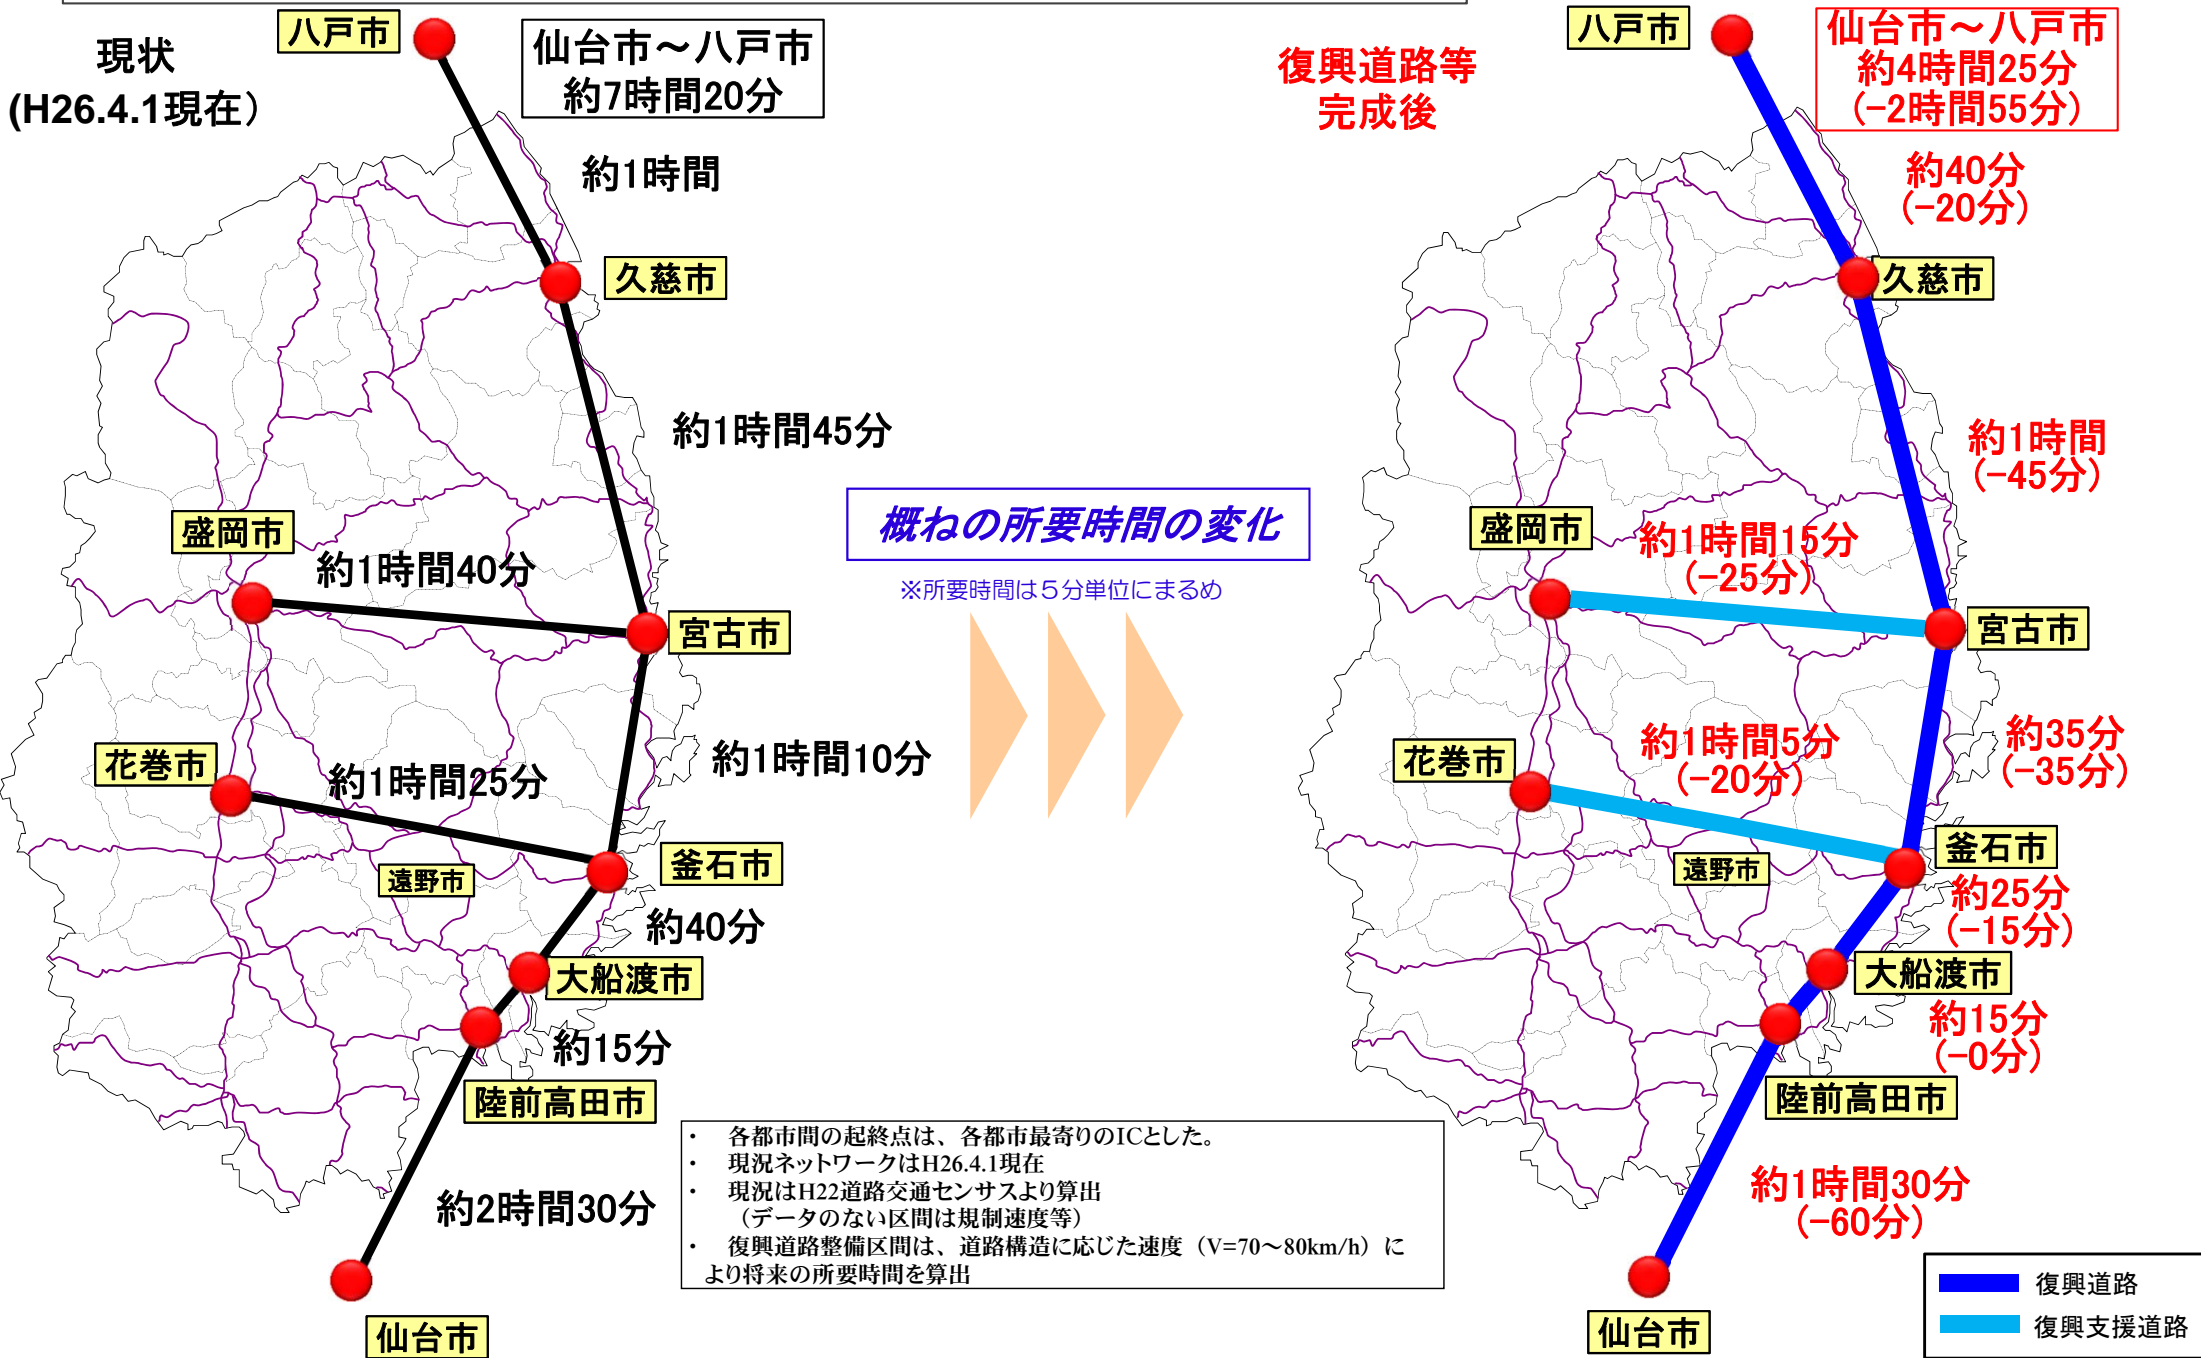 現状
(H26.4.1現在)
八戸市
仙台市～八戸市
約7時間20分
約1時間
久慈市
約1時間45分
盛岡市
約1時間40分
宮古市
花巻市
約1時間25分
約1時間10分
遠野市
釜石市
約40分
大船渡市
約15分
陸前高田市
約2時間30分
仙台市
概ねの所要時間の変化
※所要時間は５分単位にまるめ
・ 各都市間の起終点は、各都市最寄りのICとした。
・ 現況ネットワークはH26.4.1現在
・ 現況はH22道路交通センサスより算出
（データのない区間は規制速度等）
・ 復興道路整備区間は、道路構造に応じた速度（V=70～80km/h）に
より将来の所要時間を算出
復興道路等
完成後
八戸市
仙台市～八戸市
約4時間25分
(-2時間55分)
約40分
(-20分)
久慈市
約1時間
(-45分)
盛岡市
約1時間15分
(-25分)
宮古市
花巻市
約1時間5分
(-20分)
約35分
(-35分)
遠野市
釜石市
約25分
(-15分)
大船渡市
約15分
(-0分)
陸前高田市
約1時間30分
(-60分)
仙台市
復興道路
復興支援道路